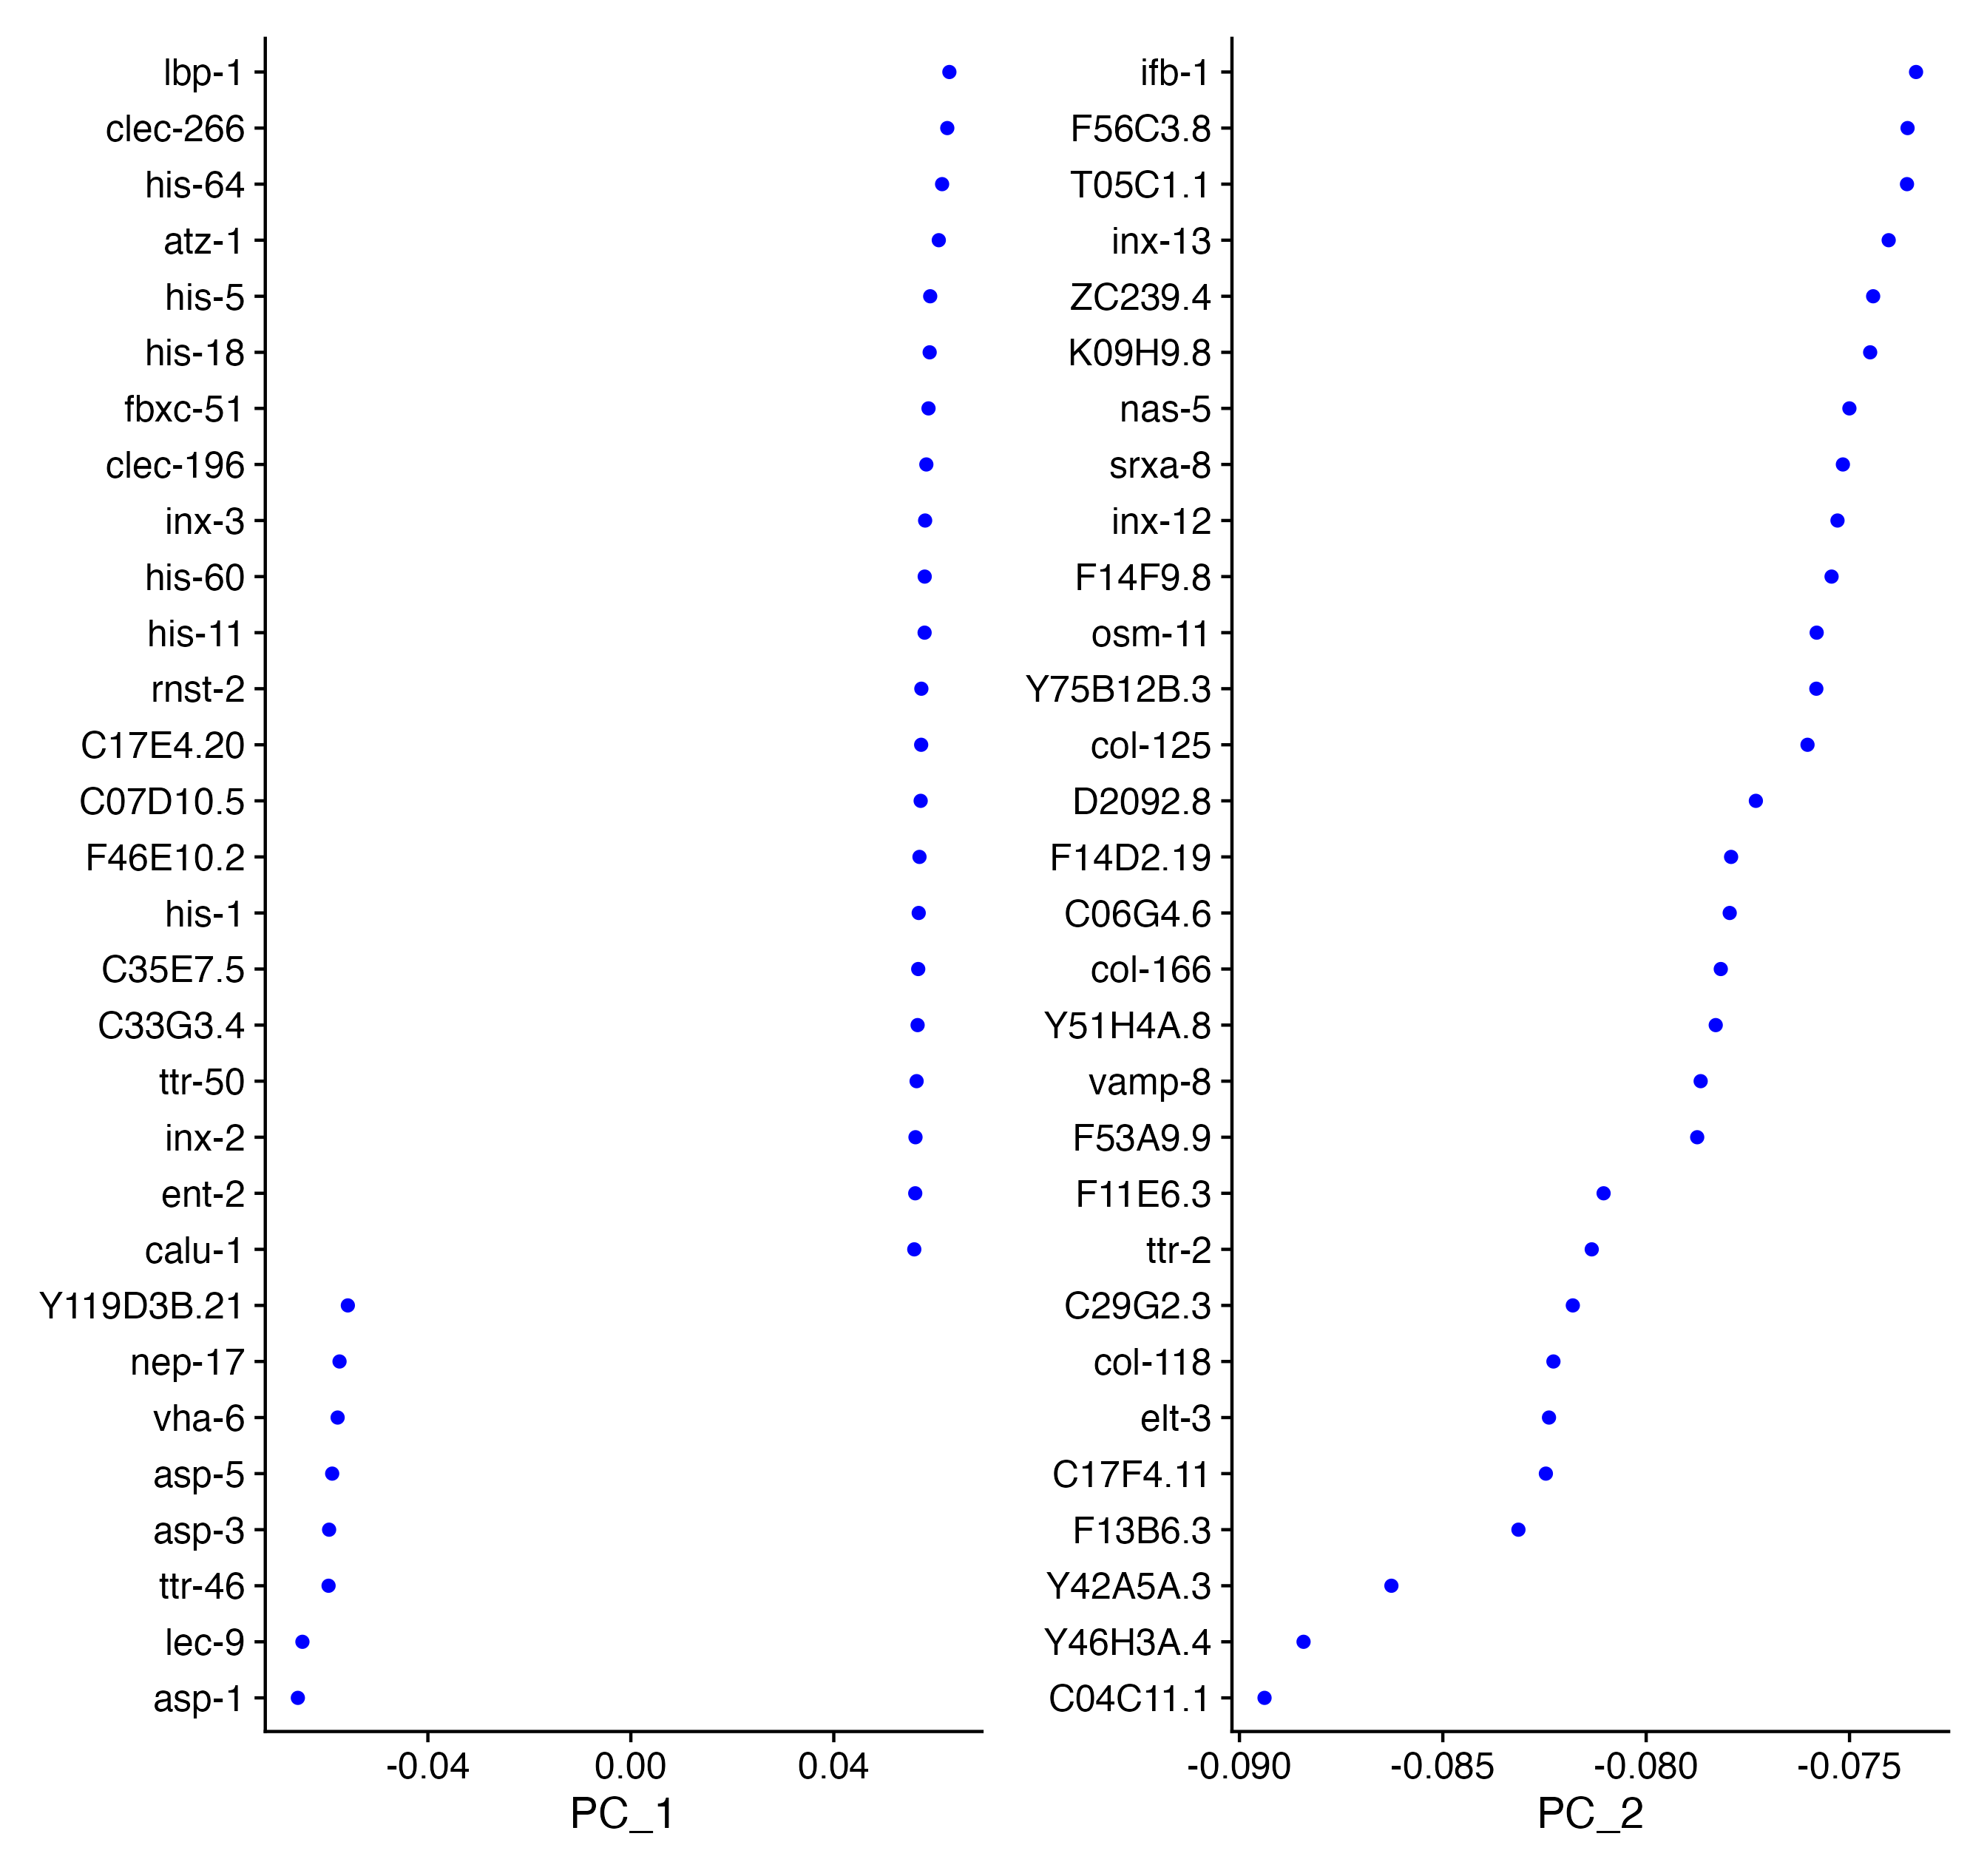 lbp-1
clec-266
his-64
atz-1
his-5
his-18
fbxc-51
clec-196
inx-3
his-60
his-11
rnst-2
C17E4.20
C07D10.5
F46E10.2
his-1
C35E7.5
C33G3.4
ttr-50
inx-2
ent-2
calu-1
Y119D3B.21
nep-17
vha-6
asp-5
asp-3
ttr-46
lec-9
asp-1
-0.04 0.00 0.04
PC_1
ifb-1
F56C3.8
T05C1.1
inx-13
ZC239.4
K09H9.8
nas-5
srxa-8
inx-12
F14F9.8
osm-11
Y75B12B.3
col-125
D2092.8
F14D2.19
C06G4.6
col-166
Y51H4A.8
vamp-8
F53A9.9
F11E6.3
ttr-2
C29G2.3
col-118
elt-3
C17F4.11
F13B6.3
Y42A5A.3
Y46H3A.4
C04C11.1
-0.090 -0.085 -0.080 -0.075
PC_2